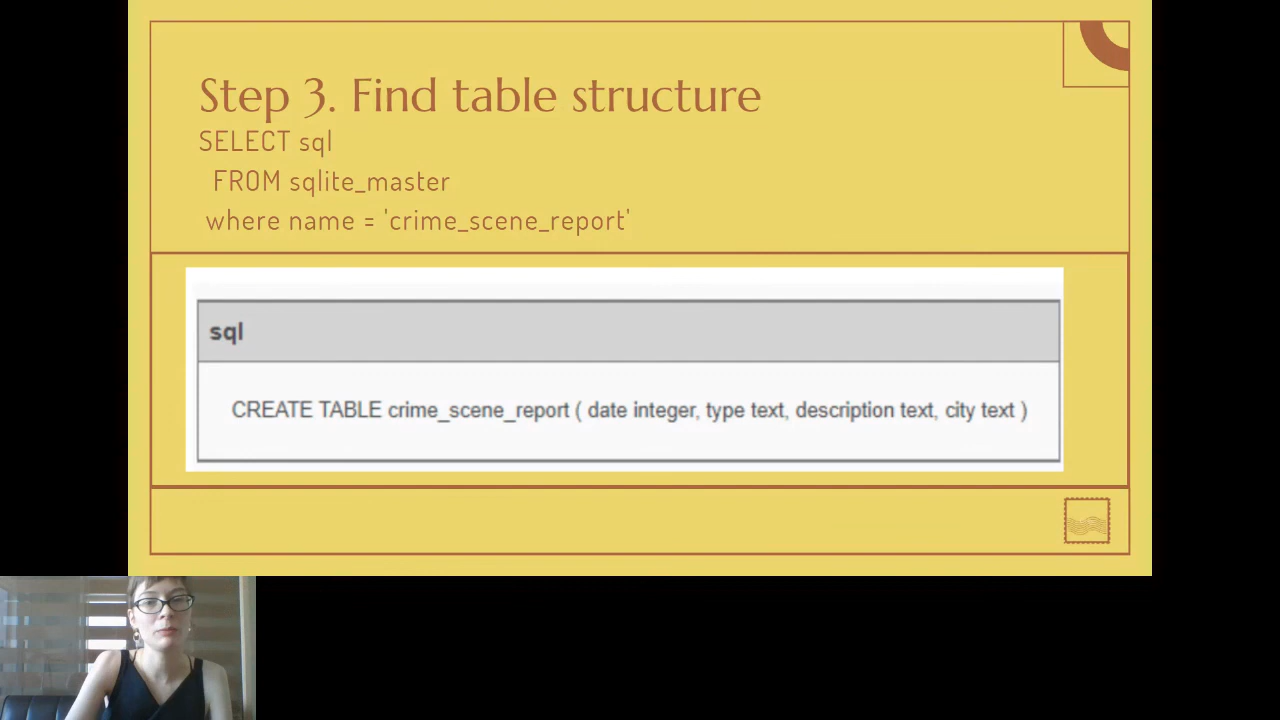 Step 3. Find table structure
SELECT sql
FROM sqlite_master
where name = 'crime_scene_report'
sql
CREATE TABLE crime_scene_report ( date integer, type text, description text, city text )